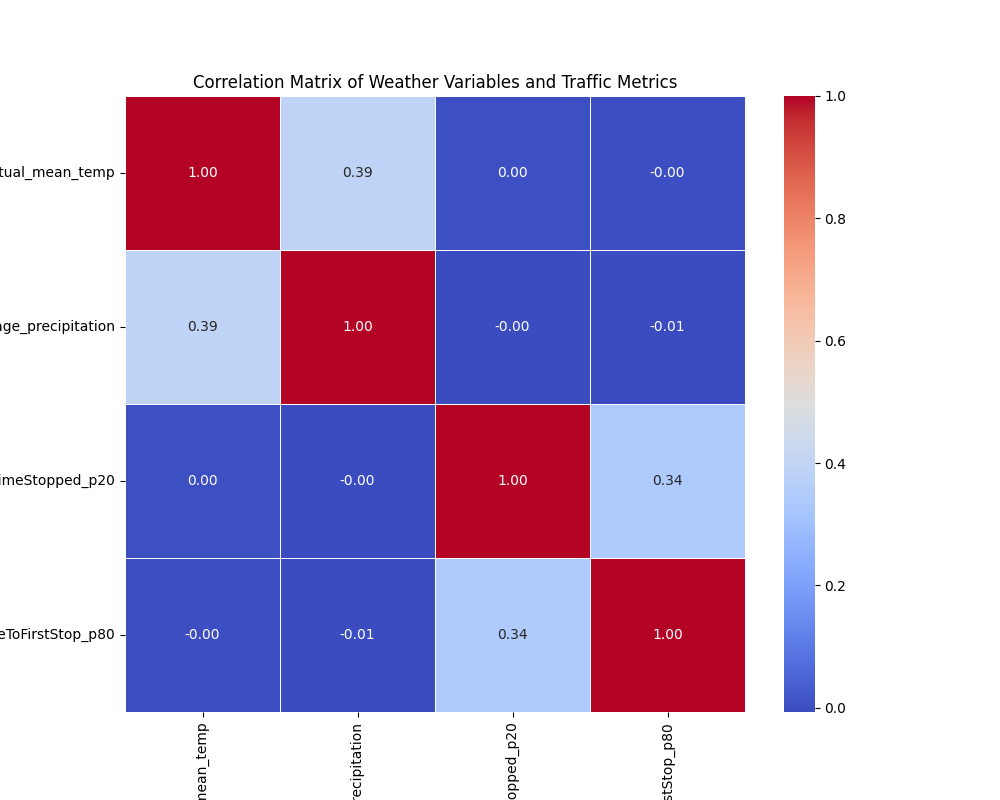 Correlation Matrix of Weather Variables and Traffic Metrics
tual_mean_temp
1.00 0.39 0.00 -0.00
age_precipitation
0.39 1.00 -0.00 -0.01
imeStopped_p20
0.00 -0.00 1.00 0.34
eToFirstStop_p80
-0.00 -0.01 0.34 1.00
mean_temp
recipitation
opped_p20
stStop_p80
1.0
0.8
0.6
0.4
0.2
0.0